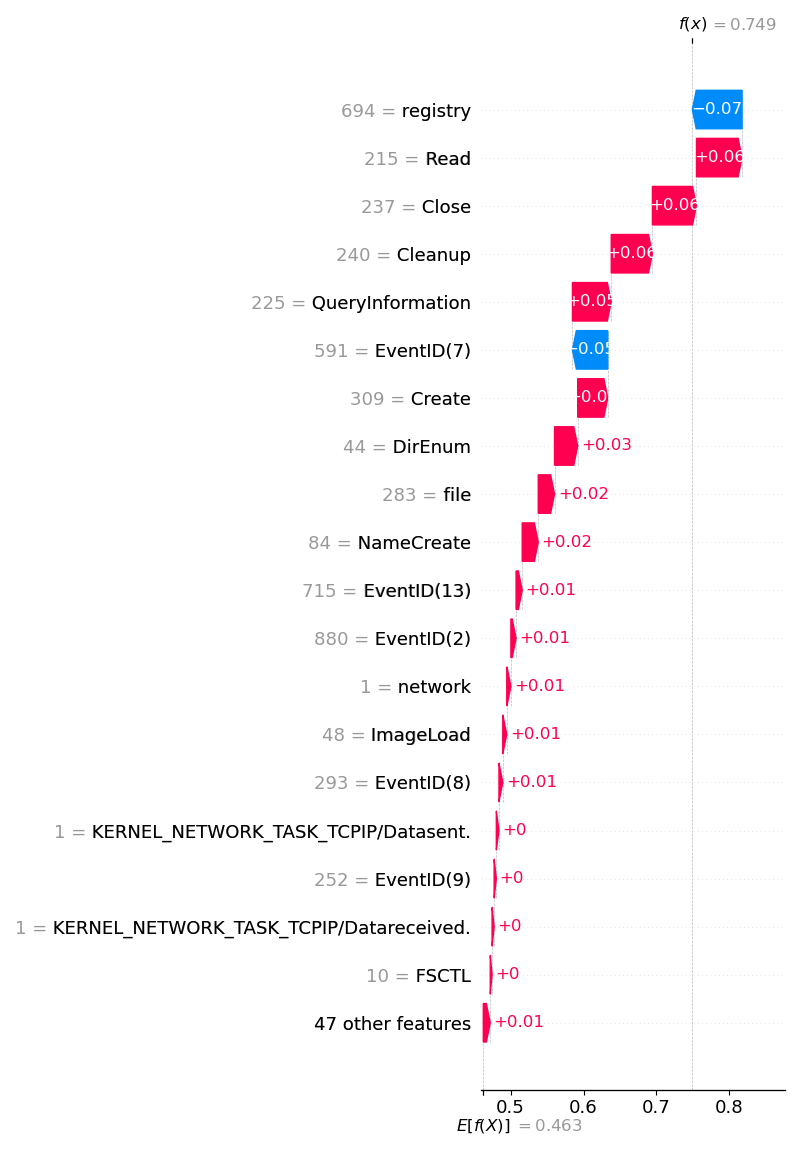 f(x) = 0.749
694 = registry −0.07
215 = Read +0.06
237 = Close +0.06
240 = Cleanup +0.06
225 = QueryInformation +0.05
591 = EventID(7) −0.05
309 = Create
44 = DirEnum +0.03
283 = file +0.02
84 = NameCreate +0.02
715 = EventID(13) +0.01
880 = EventID(2) +0.01
1 = network +0.01
48 = ImageLoad +0.01
293 = EventID(8) +0.01
1 = KERNEL_NETWORK_TASK_TCPIP/Datasent. +0
252 = EventID(9) +0
1 = KERNEL_NETWORK_TASK_TCPIP/Datareceived. +0
10 = FSCTL +0
47 other features +0.01
0.5 0.6 0.7 0.8
E[f(X)] = 0.463